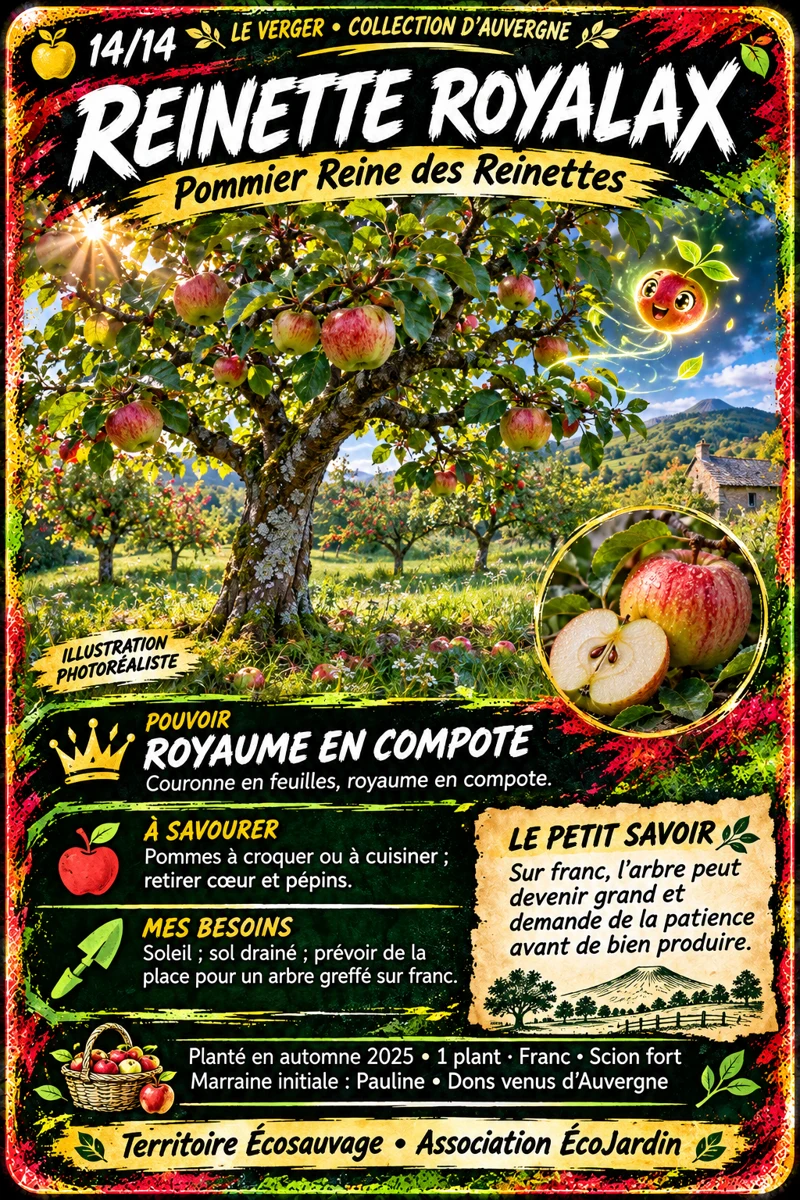 14/14
LE VERGER • COLLECTION D'AUVERGNE
REINETTE ROYALAX
Pommier Reine des Reinettes
ILLUSTRATION
PHOTORÉALISTE
POUVOIR
ROYAUME EN COMPOTE
Couronne en feuilles, royaume en compote.
À SAVOURER
Pommes à croquer ou à cuisiner ;
retirer cœur et pépins.
MES BESOINS
Soleil ; sol drainé ; prévoir de la
place pour un arbre greffé sur franc.
LE PETIT SAVOIR
Sur franc, l'arbre peut
devenir grand et
demande de la patience
avant de bien produire.
Planté en automne 2025 • 1 plant · Franc • Scion fort
Marraine initiale : Pauline • Dons venus d'Auvergne
Territoire Écosauvage • Association ÉcoJardin